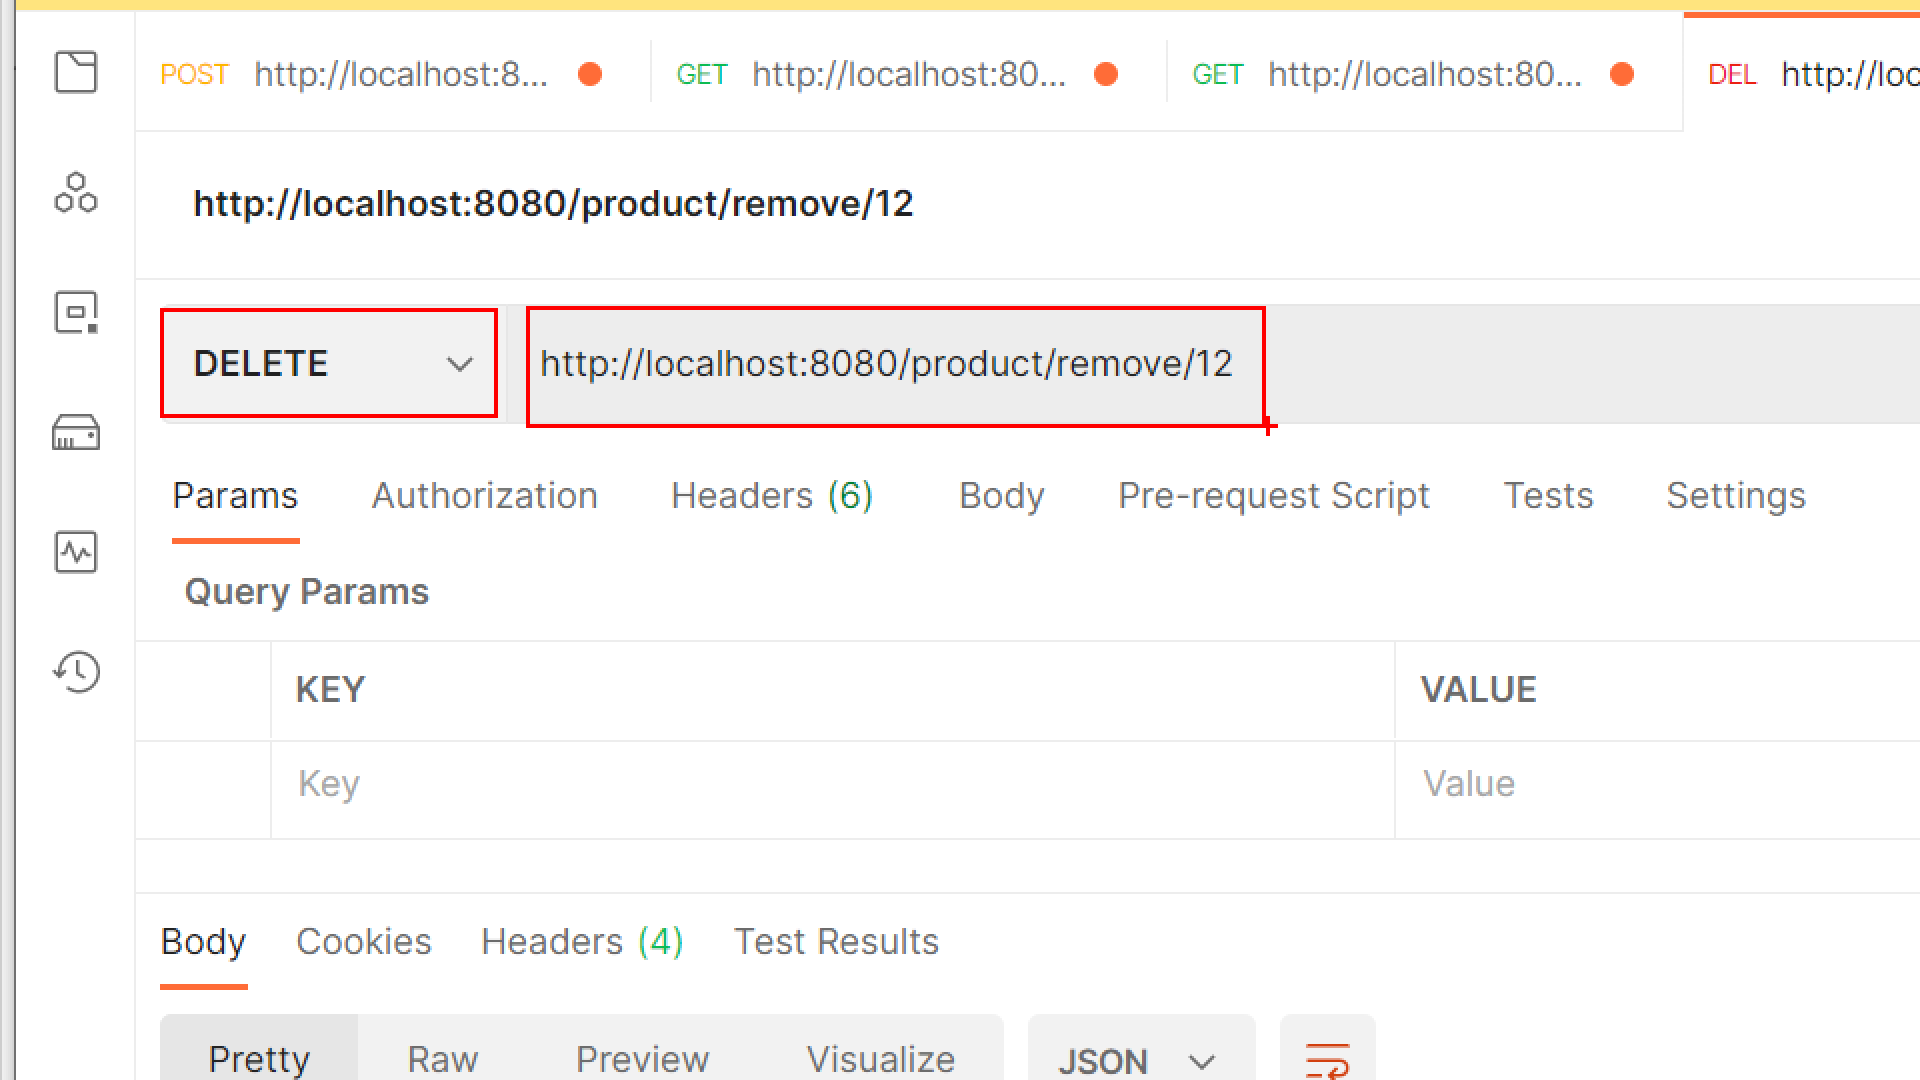 POST http://localhost:8... GET http://localhost:80... GET http://localhost:80... DEL http://loc
http://localhost:8080/product/remove/12
DELETE http://localhost:8080/product/remove/12
Params Authorization Headers (6) Body Pre-request Script Tests Settings
Query Params
KEY VALUE
Key Value
Body Cookies Headers (4) Test Results
Pretty Raw Preview Visualize JSON